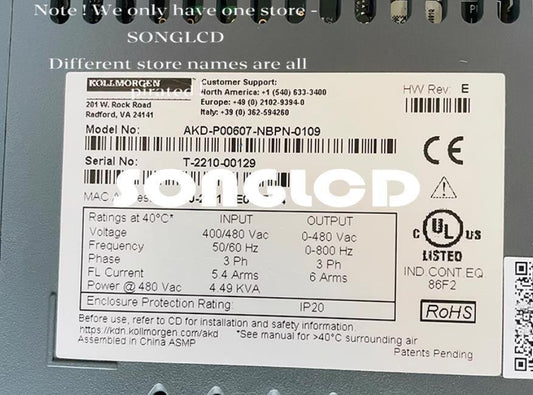 Note ! We only have one store -
SONGLCD
Different store names are all
pirated
KOLLMORGEN
201 W. Rock Road
Radford, VA 24141
Customer Support:
North America: +1 (540) 633-3400
Europe: +49 (0) 2102-9394-0
Italy: +39 (0) 362-594260
HW Rev: E
Model No: AKD-P00607-NBPN-0109
Serial No: T-2210-00129
SONGLCD
MAC A
Ratings at 40°C* INPUT OUTPUT
Voltage 400/480 Vac 0-480 Vac
Frequency 50/60 Hz 0-800 Hz
Phase 3 Ph 3 Ph
FL Current 5.4 Arms 6 Arms
Power @ 480 Vac 4.49 KVA
Enclosure Protection Rating: IP20
CE
C UL US
LISTED
IND CONT EQ
86F2
RoHS
Before use, refer to CD for installation and safety information
https://kdn.kollmorgen.com/akd *See manual for >40°C surrounding air
Assembled in China ASMP
Patents Pending